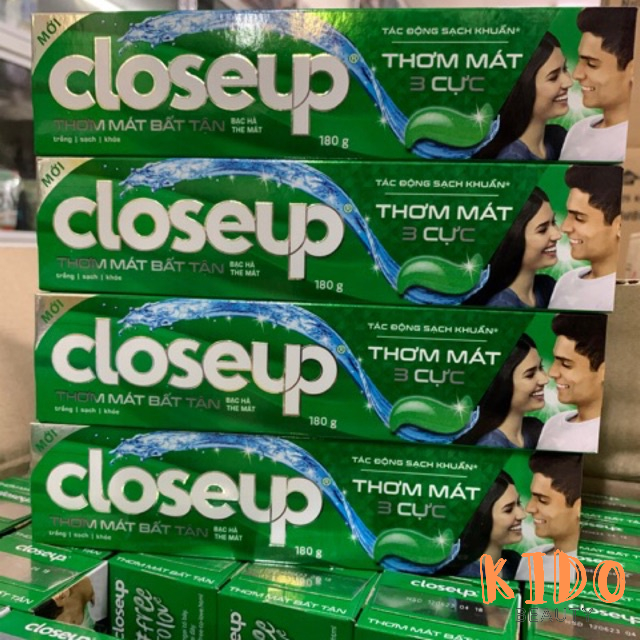 MỚI
closeup®
THƠM MÁT BẤT TẬN
BẠC HÀ
THE MÁT
trắng | sạch | khỏe
180 g
TÁC ĐỘNG SẠCH KHUẨN*
THƠM MÁT
3 CỰC
MỚI
closeup®
THƠM MÁT BẤT TẬN
BẠC HÀ
THE MÁT
trắng | sạch | khỏe
180 g
TÁC ĐỘNG SẠCH KHUẨN*
THƠM MÁT
3 CỰC
MỚI
closeup®
THƠM MÁT BẤT TẬN
BẠC HÀ
THE MÁT
trắng | sạch | khỏe
180 g
TÁC ĐỘNG SẠCH KHUẨN*
THƠM MÁT
3 CỰC
MỚI
closeup®
THƠM MÁT BẤT TẬN
BẠC HÀ
THE MÁT
trắng | sạch | khỏe
180 g
TÁC ĐỘNG SẠCH KHUẨN*
THƠM MÁT
3 CỰC
closeup
THƠM MÁT BẤT TẬN
closeup
KIDO
closeup
THƠM MÁT BẤT TẬN
closeup